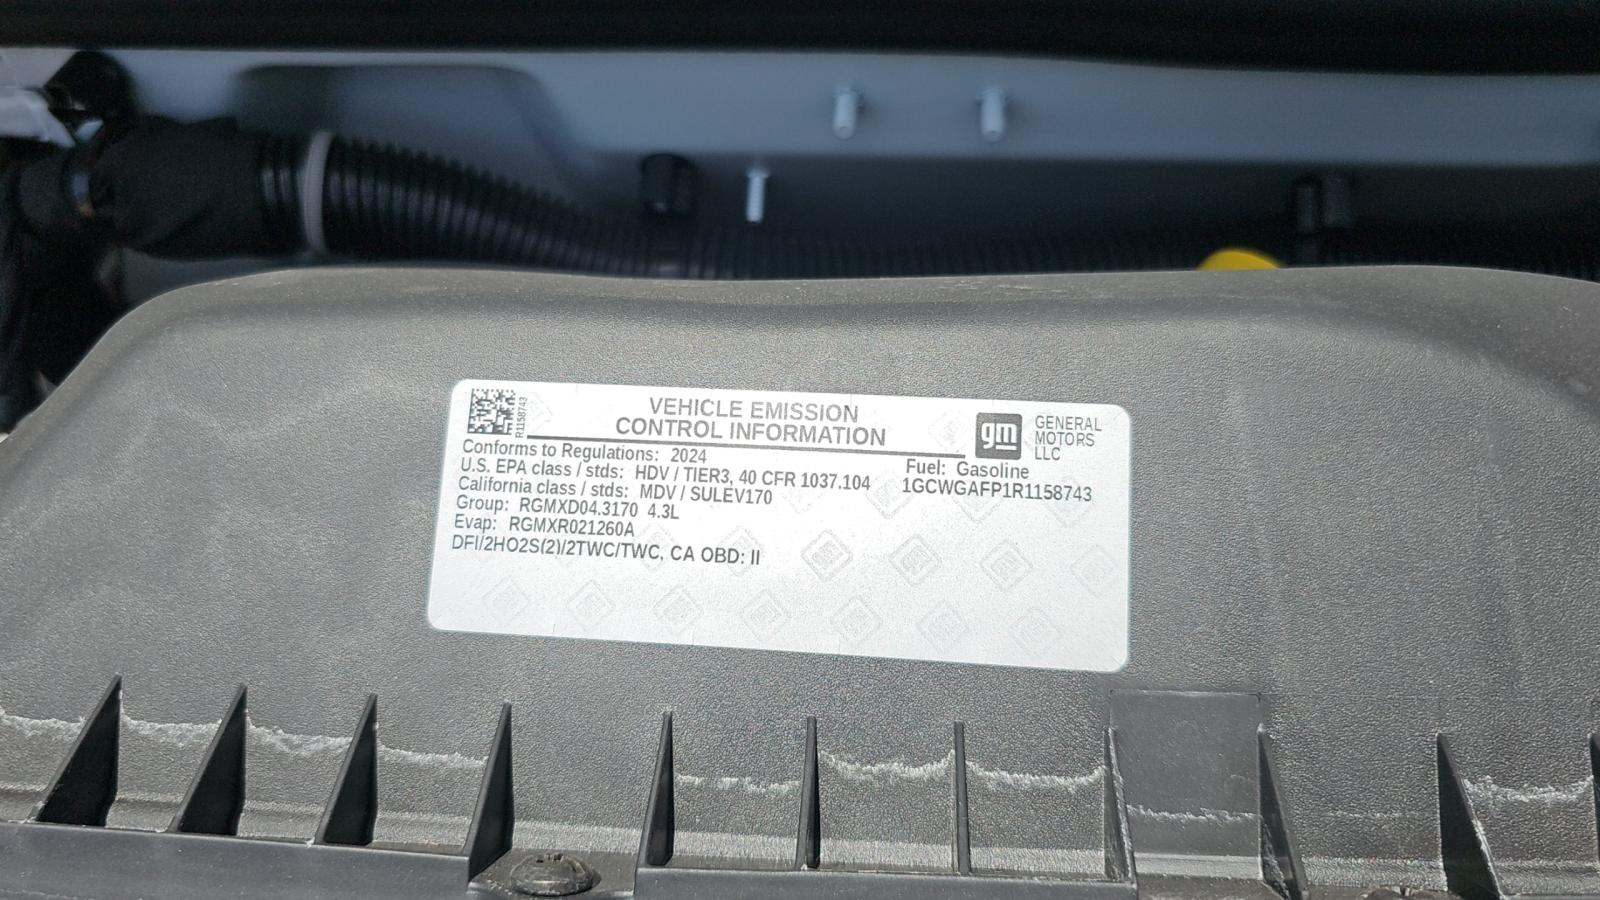 R1158743
VEHICLE EMISSION
CONTROL INFORMATION
gm
GENERAL
MOTORS
LLC
Conforms to Regulations: 2024
U.S. EPA class / stds: HDV / TIER3, 40 CFR 1037.104
California class / stds: MDV / SULEV170
Group: RGMXD04.3170 4.3L
Evap: RGMXR021260A
DFI/2HO2S(2)/2TWC/TWC, CA OBD: II
Fuel: Gasoline
1GCWGAFP1R1158743